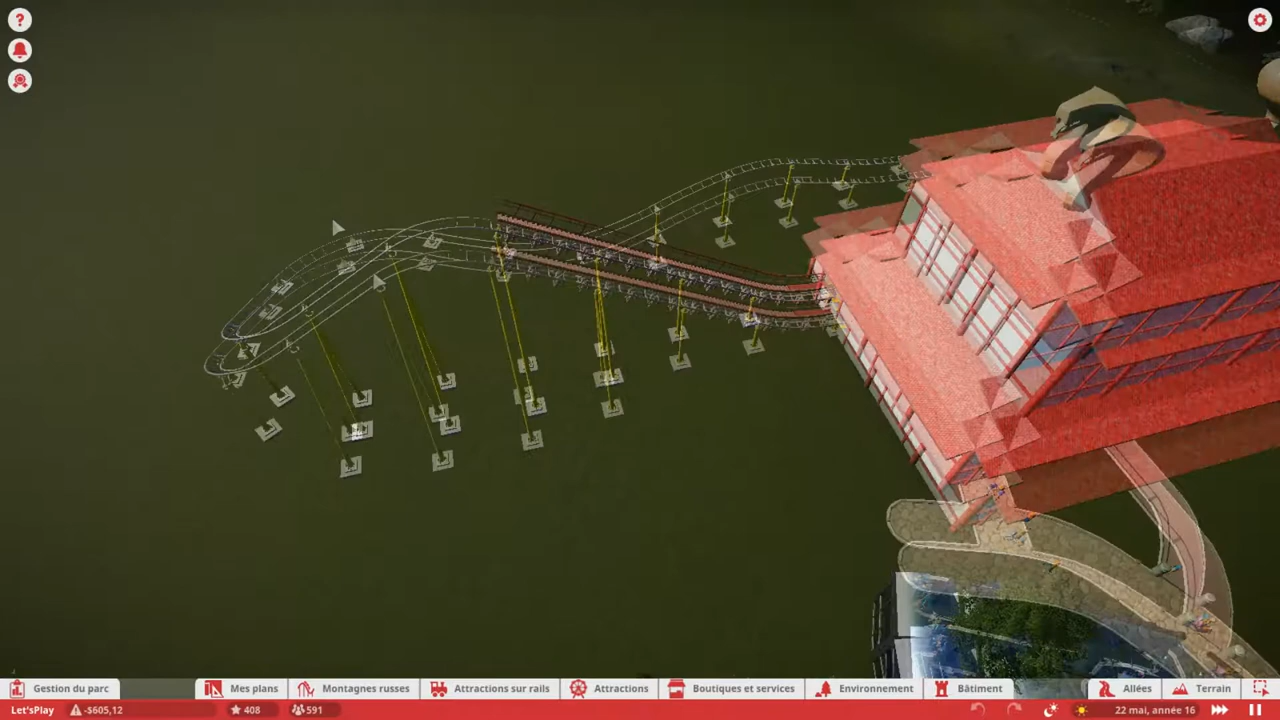 ?
Gestion du parc
Mes plans
Montagnes russes
Attractions sur rails
Attractions
Boutiques et services
Environnement
Bâtiment
Allées
Terrain
Let'sPlay
-$605,12
408
591
22 mai, année 16